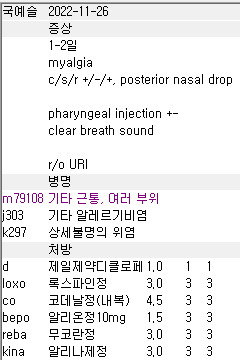 국예슬 2022-11-26
증상
1-2일
myalgia
c/s/r +/-/+, posterior nasal drop
pharyngeal injection +-
clear breath sound
r/o URI
병명
m79108 기타 근통, 여러 부위
j303 기타 알레르기비염
k297 상세불명의 위염
처방
d 제일제약디클로페 1.0 1 1
loxo 록스파인정 3 3 3
co 코데날정(내복) 4.5 3 3
bepo 알리온정10mg 1.5 3 3
reba 무코란정 3 3 3
kina 알리나제정 3 3 3